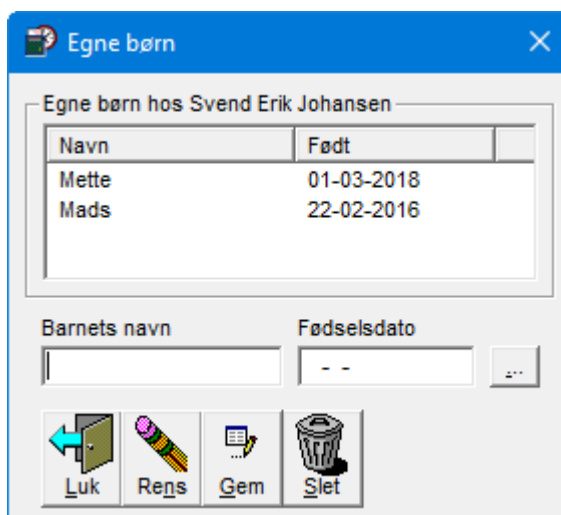 Egne børn
Egne børn hos Svend Erik Johansen
Navn Født
Mette 01-03-2018
Mads 22-02-2016
Barnets navn Fødselsdato
- - ...
Luk Rens Gem Slet